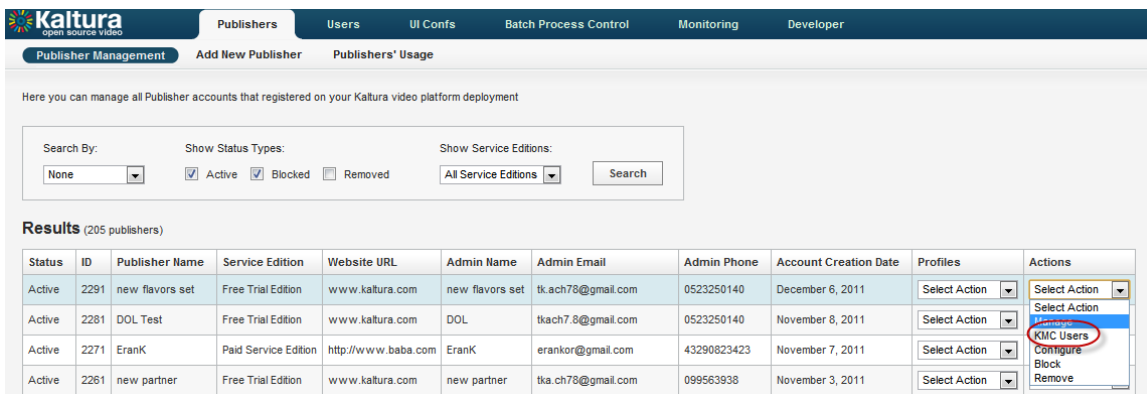 Kaltura Publishers Users UI Confs Batch Process Control Monitoring Developer
open source video
Publisher Management Add New Publisher Publishers' Usage
Here you can manage all Publisher accounts that registered on your Kaltura video platform deployment
Search By: Show Status Types: Show Service Editions:
None Active Blocked Removed All Service Editions Search
Results (205 publishers)
Status ID Publisher Name Service Edition Website URL Admin Name Admin Email Admin Phone Account Creation Date Profiles Actions
Active 2291 new flavors set Free Trial Edition www.kaltura.com new flavors set tk.ach78@gmail.com 0523250140 December 6, 2011 Select Action Select Action
Select Action
Active 2281 DOL Test Free Trial Edition www.kaltura.com DOL tkach7.8@gmail.com 0523250140 November 8, 2011 Select Action Manage
KMC Users
Active 2271 EranK Paid Service Edition http://www.baba.com EranK erankor@gmail.com 43290823423 November 7, 2011 Select Action Configure
Block
Active 2261 new partner Free Trial Edition www.kaltura.com new partner tka.ch78@gmail.com 099563938 November 3, 2011 Select Action Remove